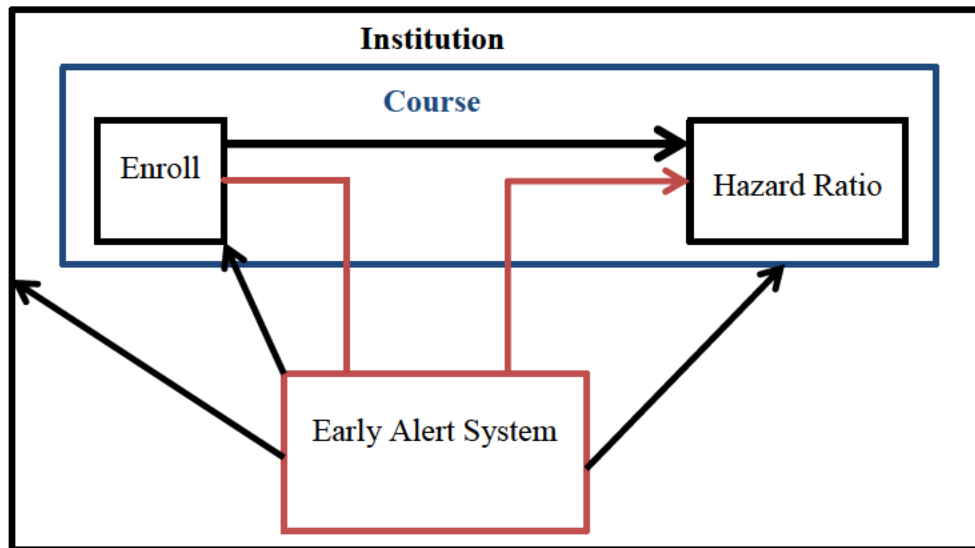 Institution
Course
Enroll
Hazard Ratio
Early Alert System